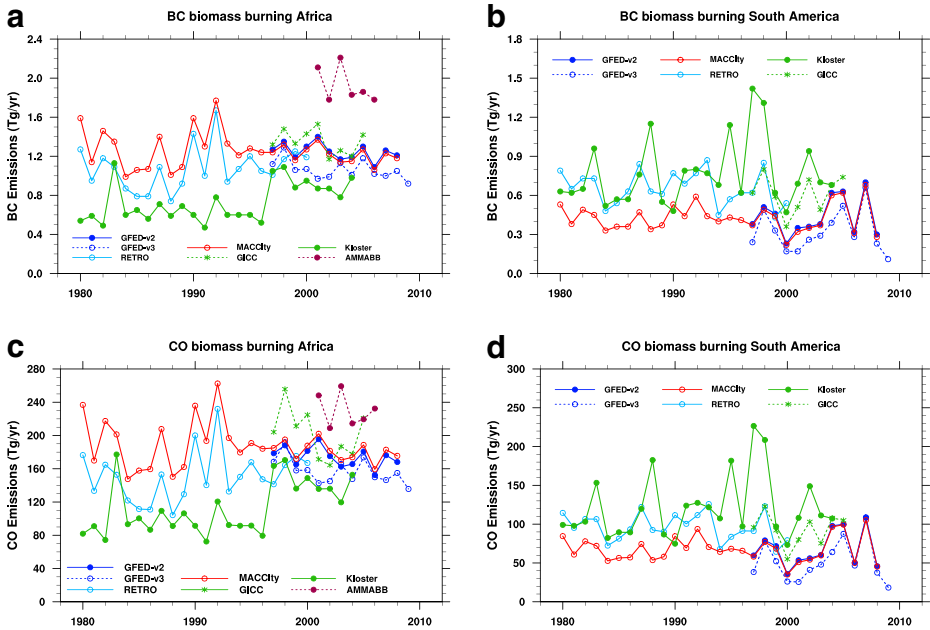 a
BC biomass burning Africa
BC Emissions (Tg/yr)
2.4
2.0
1.6
1.2
0.8
0.4
0.0
GFED-v2
GFED-v3
RETRO
MACCity
GICC
Kloster
AMMABB
1980
1990
2000
2010
b
BC biomass burning South America
BC Emissions (Tg/yr)
1.8
1.5
1.2
0.9
0.6
0.3
0.0
GFED-v2
GFED-v3
MACCity
RETRO
Kloster
GICC
1980
1990
2000
2010
c
CO biomass burning Africa
CO Emissions (Tg/yr)
280
240
200
160
120
80
40
0
GFED-v2
GFED-v3
RETRO
MACCity
GICC
Kloster
AMMABB
1980
1990
2000
2010
d
CO biomass burning South America
CO Emissions (Tg/yr)
300
250
200
150
100
50
0
GFED-v2
GFED-v3
MACCity
RETRO
Kloster
GICC
1980
1990
2000
2010